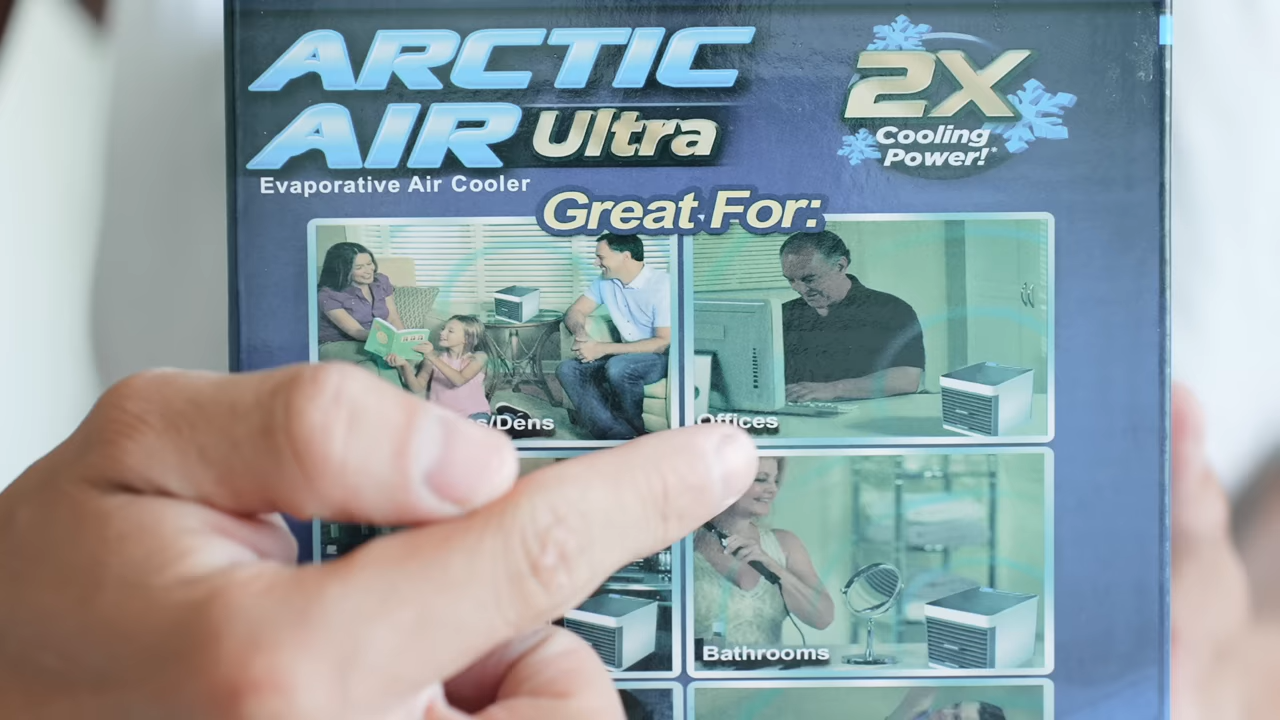 ARCTIC
AIR Ultra
Evaporative Air Cooler
2X
Cooling
Power!*
Great For:
s/Dens
Offices
Bathrooms